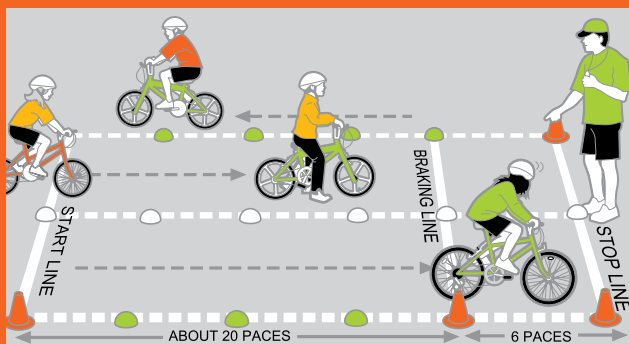 START LINE
BRAKING LINE
STOP LINE
ABOUT 20 PACES
6 PACES